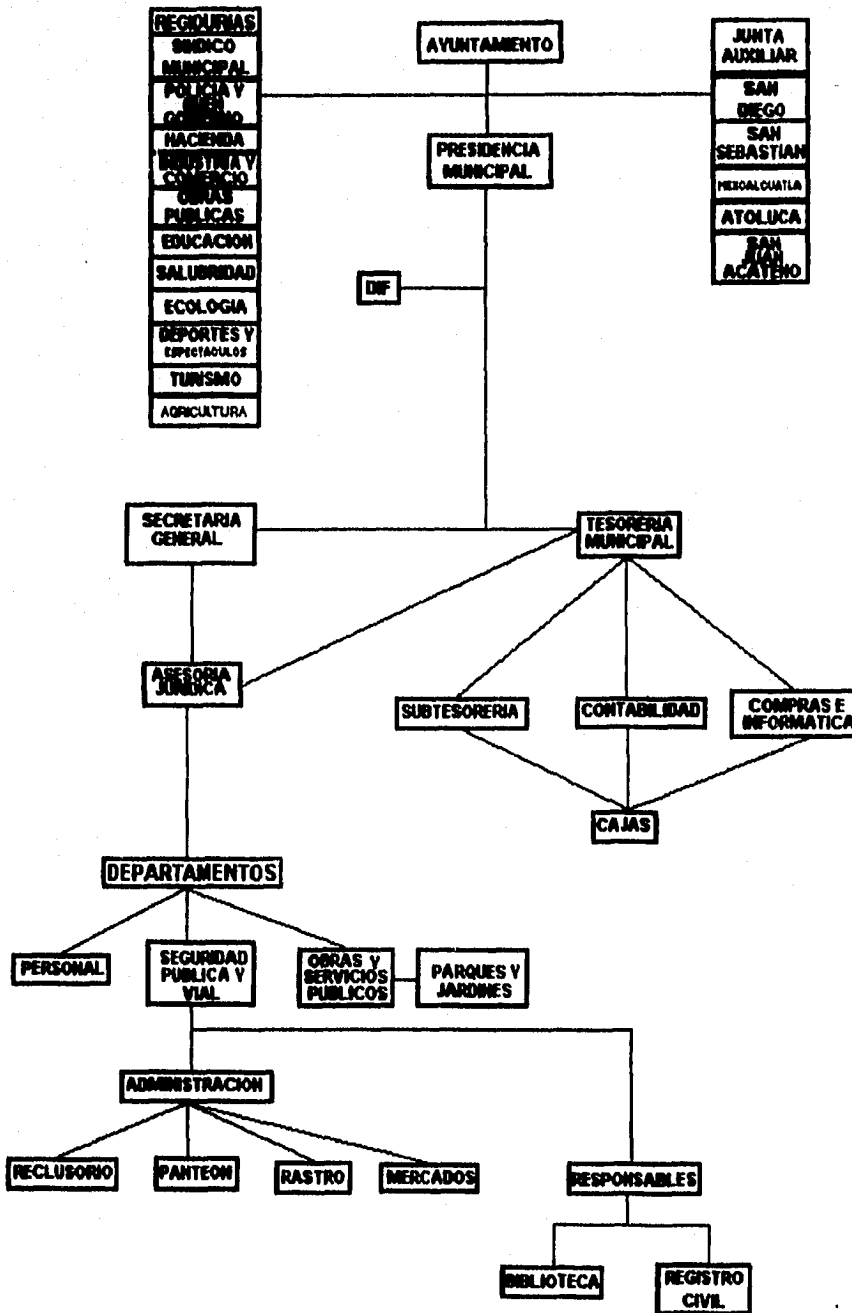 REGIDURIAS
SINDICO
MUNICIPAL
POLICIA Y
BUEN
GOBIERNO
HACIENDA
INDUSTRIA Y
COMERCIO
OBRAS
PUBLICAS
EDUCACION
SALUBRIDAD
ECOLOGIA
DEPORTES Y
ESPECTACULOS
TURISMO
AGRICULTURA
AYUNTAMIENTO
PRESIDENCIA
MUNICIPAL
DIF
JUNTA
AUXILIAR
SAN
DIEGO
SAN
SEBASTIAN
MEXCALCUATLA
ATOLUCA
SAN
JUAN
ACATENO
SECRETARIA
GENERAL
TESORERIA
MUNICIPAL
ASESORIA
JURIDICA
SUBTESORERIA
CONTABILIDAD
COMPRAS E
INFORMATICA
CAJAS
DEPARTAMENTOS
PERSONAL
SEGURIDAD
PUBLICA Y
VIAL
OBRAS Y
SERVICIOS
PUBLICOS
PARQUES Y
JARDINES
ADMINISTRACION
RECLUSORIO
PANTEON
RASTRO
MERCADOS
RESPONSABLES
BIBLIOTECA
REGISTRO
CIVIL